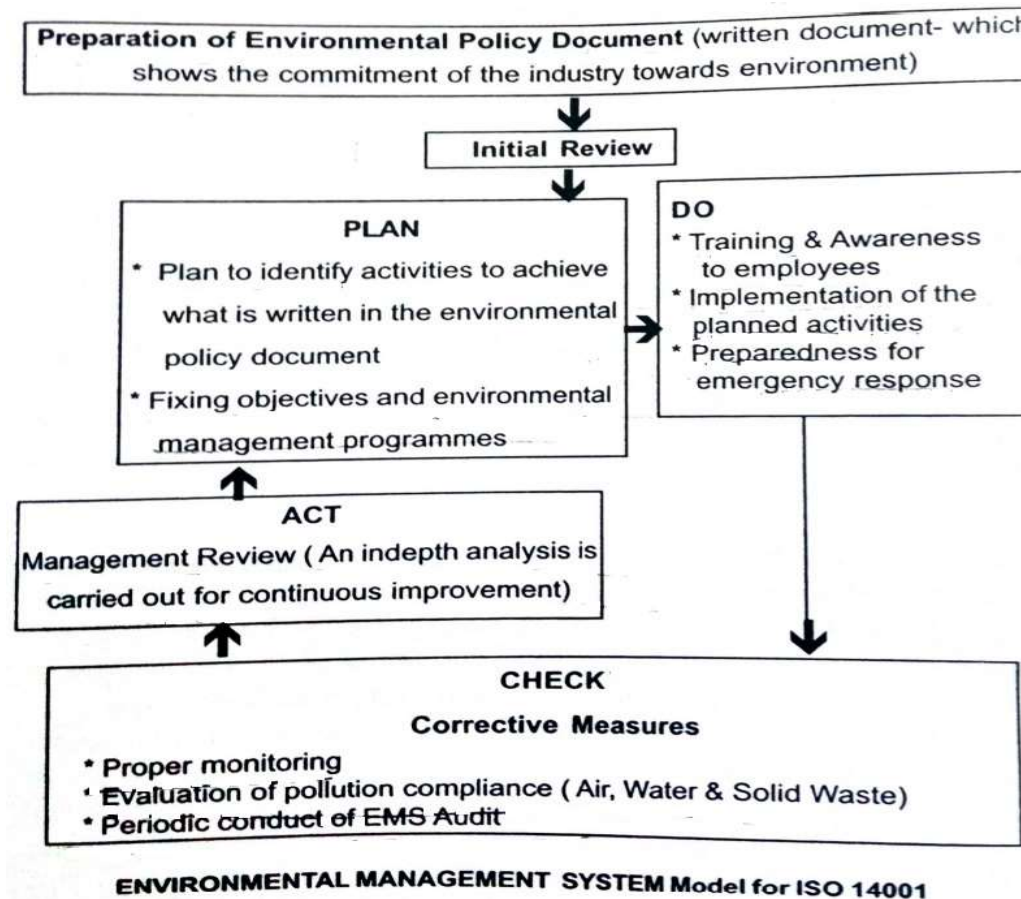 Preparation of Environmental Policy Document (written document- which
shows the commitment of the industry towards environment)
Initial Review
PLAN
* Plan to identify activities to achieve
what is written in the environmental
policy document
* Fixing objectives and environmental
management programmes
DO
* Training & Awareness
to employees
* Implementation of the
planned activities
* Preparedness for
emergency response
ACT
Management Review ( An indepth analysis is
carried out for continuous improvement)
CHECK
Corrective Measures
* Proper monitoring
* Evaluation of pollution compliance ( Air, Water & Solid Waste)
* Periodic conduct of EMS Audit
ENVIRONMENTAL MANAGEMENT SYSTEM Model for ISO 14001